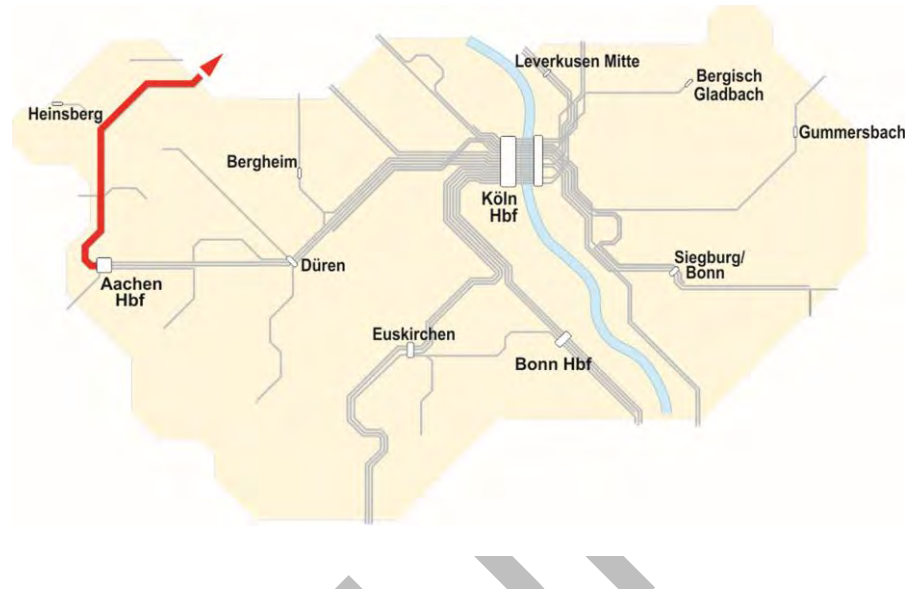 Leverkusen Mitte
Bergisch
Gladbach
Heinsberg
Gummersbach
Bergheim
Köln
Hbf
Siegburg/
Bonn
Düren
Aachen
Hbf
Euskirchen
Bonn Hbf